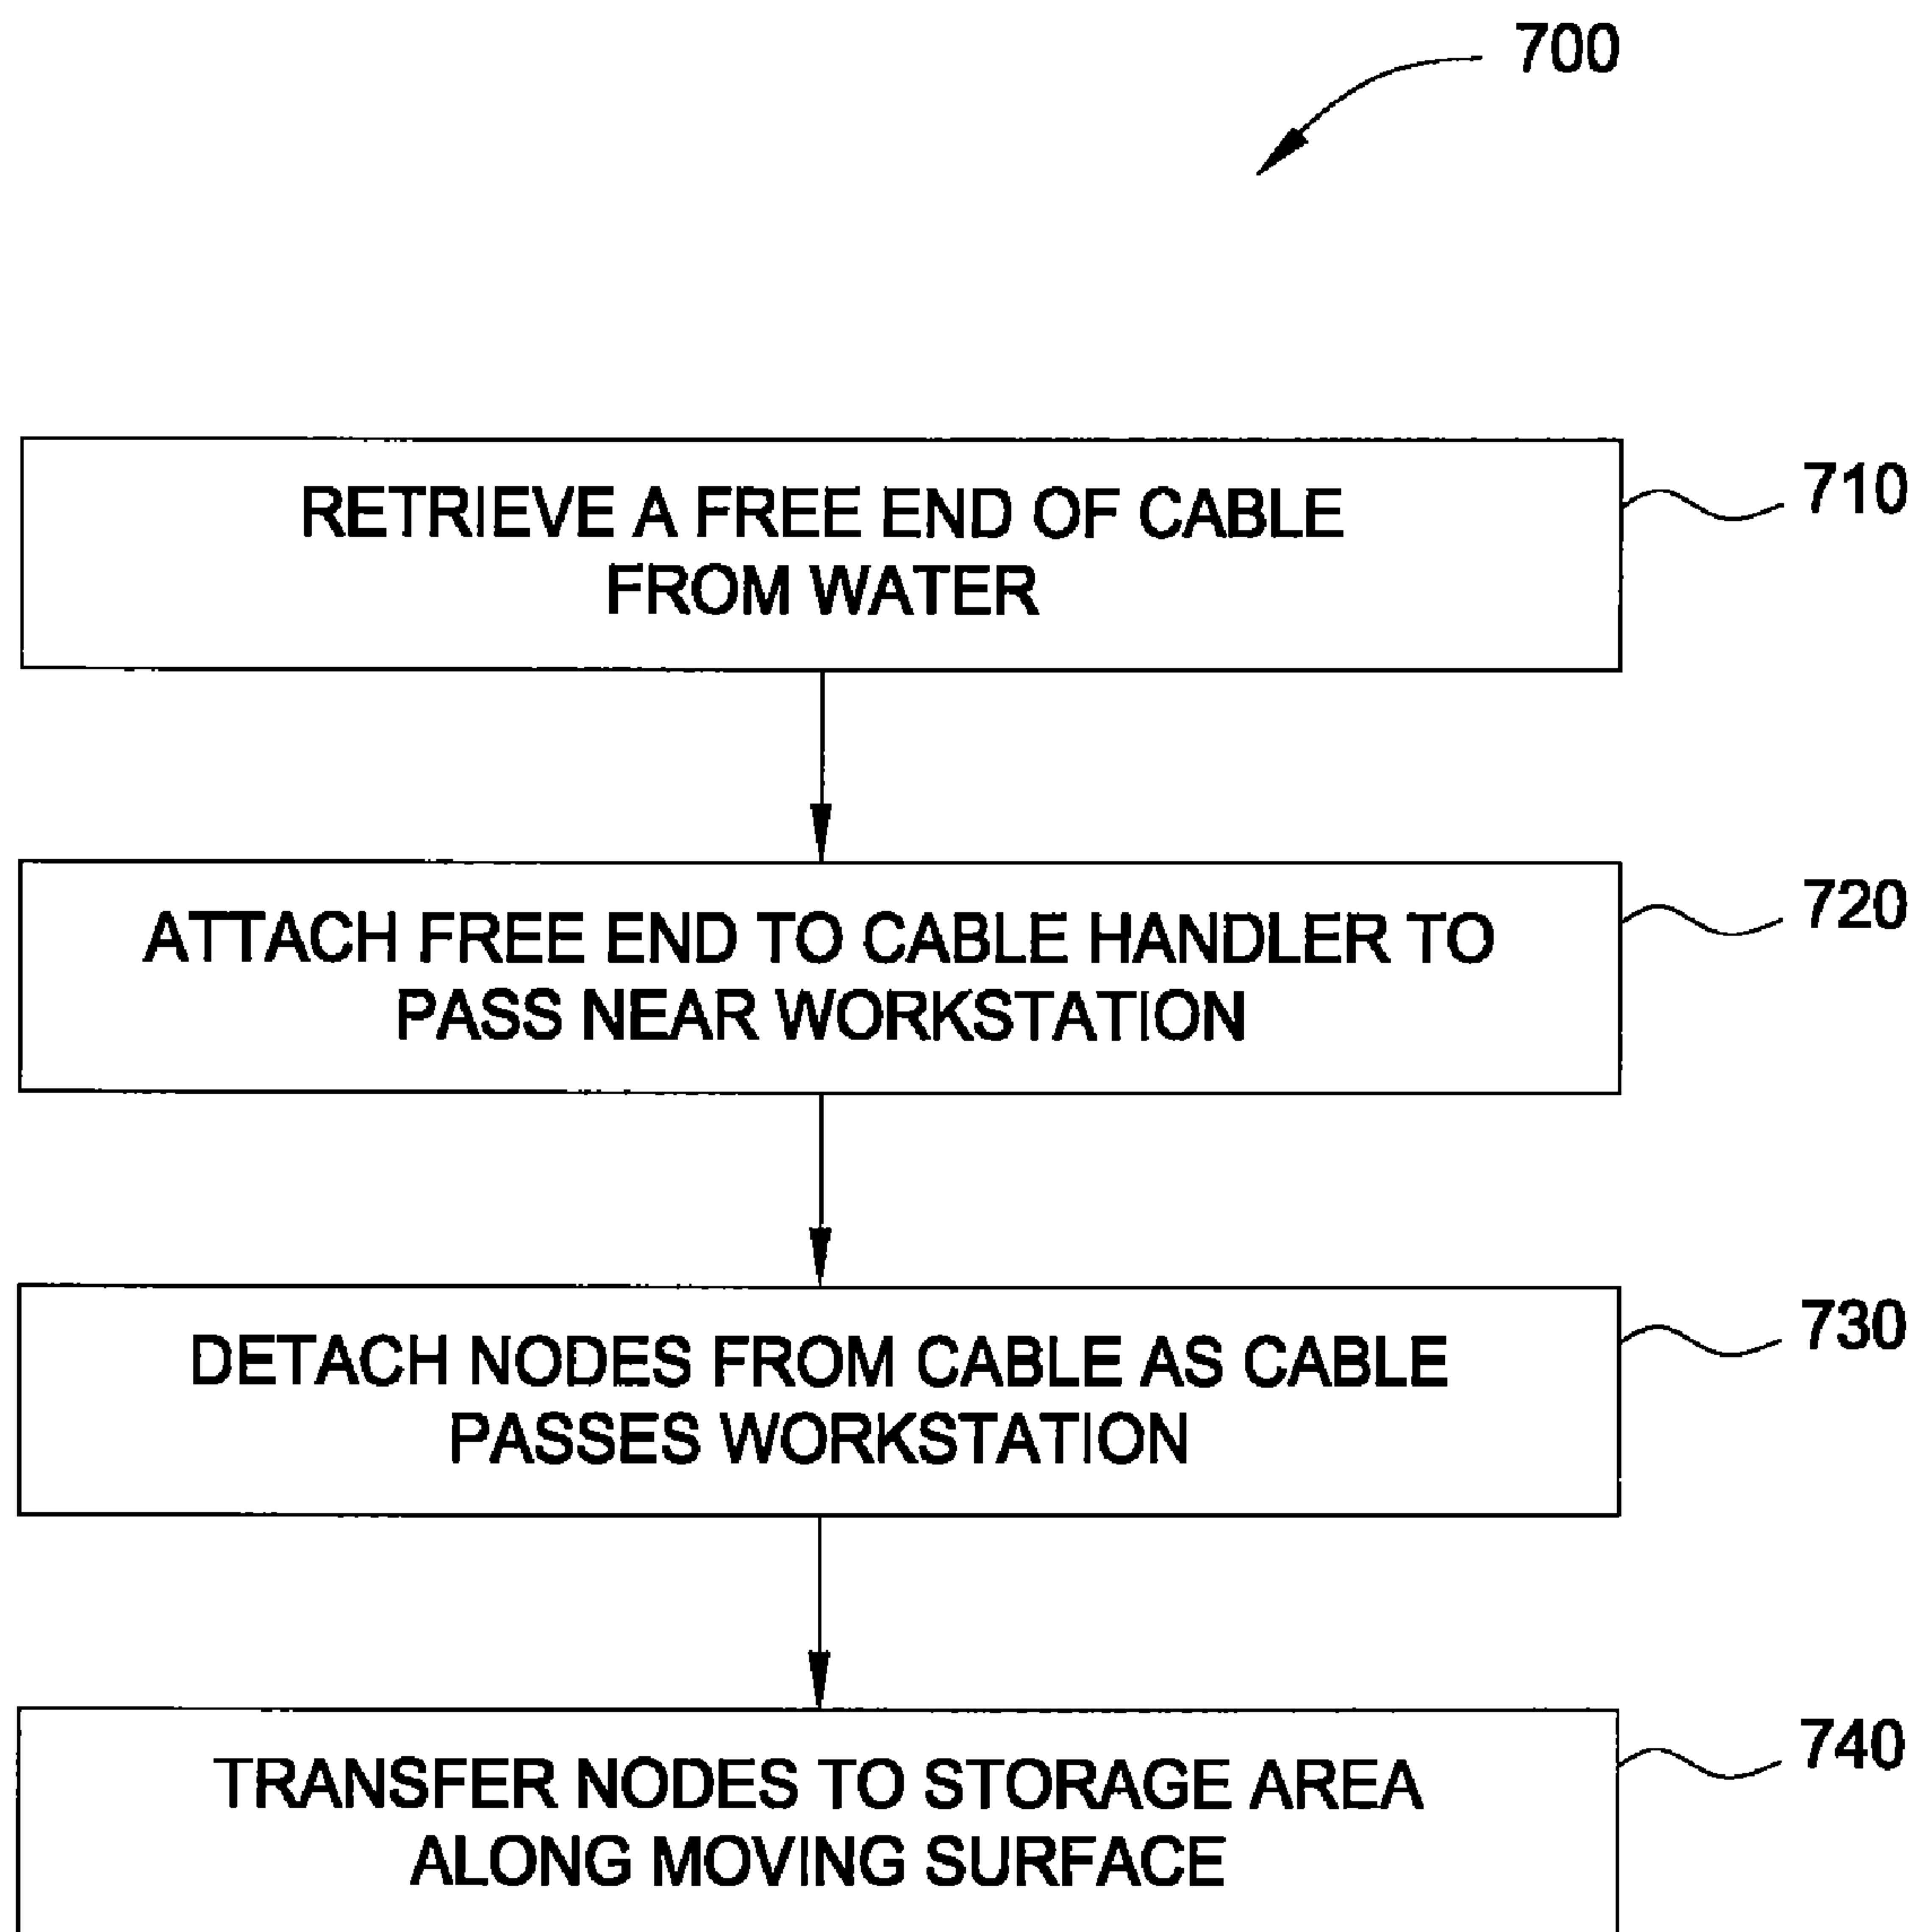 700
RETRIEVE A FREE END OF CABLE
FROM WATER
710
ATTACH FREE END TO CABLE HANDLER TO
PASS NEAR WORKSTATION
720
DETACH NODES FROM CABLE AS CABLE
PASSES WORKSTATION
730
TRANSFER NODES TO STORAGE AREA
ALONG MOVING SURFACE
740